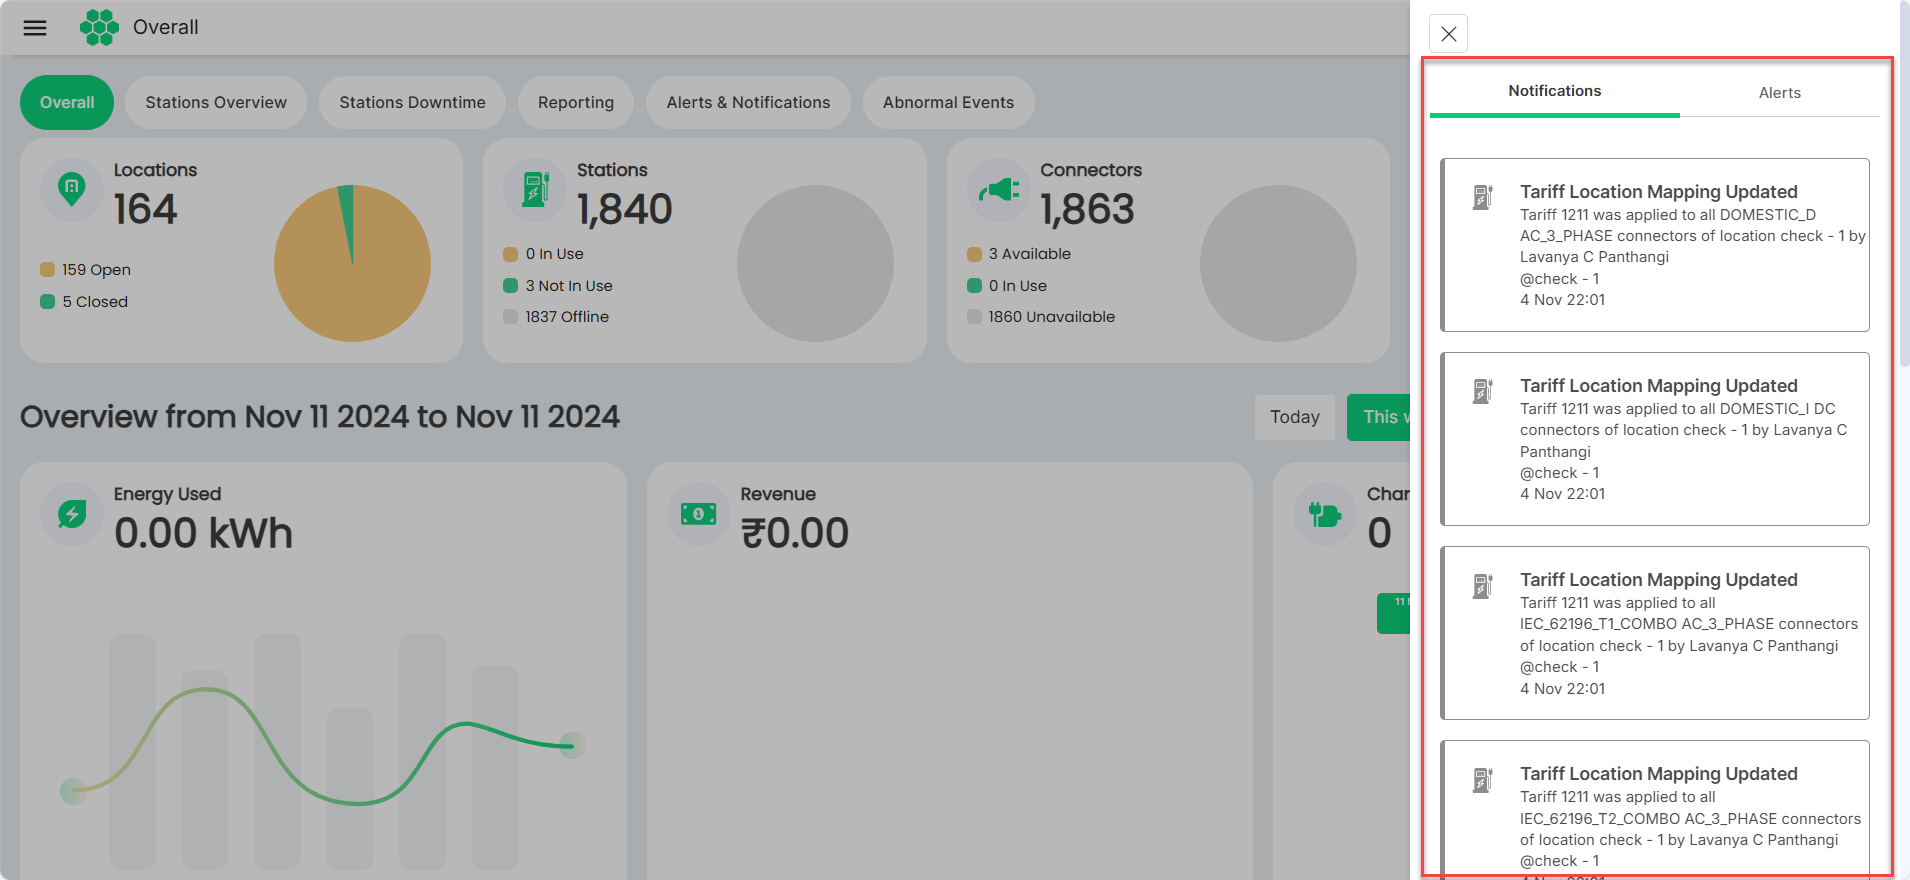 Overall
Overall
Stations Overview
Stations Downtime
Reporting
Alerts & Notifications
Abnormal Events
Locations
164
159 Open
5 Closed
Stations
1,840
0 In Use
3 Not In Use
1837 Offline
Connectors
1,863
3 Available
0 In Use
1860 Unavailable
Overview from Nov 11 2024 to Nov 11 2024
Today
This
Energy Used
0.00 kWh
Revenue
₹0.00
0
11
Notifications
Alerts
Tariff Location Mapping Updated
Tariff 1211 was applied to all DOMESTIC_D
AC_3_PHASE connectors of location check - 1 by
Lavanya C Panthangi
@check - 1
4 Nov 22:01
Tariff Location Mapping Updated
Tariff 1211 was applied to all DOMESTIC_I DC
connectors of location check - 1 by Lavanya C
Panthangi
@check - 1
4 Nov 22:01
Tariff Location Mapping Updated
Tariff 1211 was applied to all
IEC_62196_T1_COMBO AC_3_PHASE connectors
of location check - 1 by Lavanya C Panthangi
@check - 1
4 Nov 22:01
Tariff Location Mapping Updated
Tariff 1211 was applied to all
IEC_62196_T2_COMBO AC_3_PHASE connectors
of location check - 1 by Lavanya C Panthangi
@check - 1